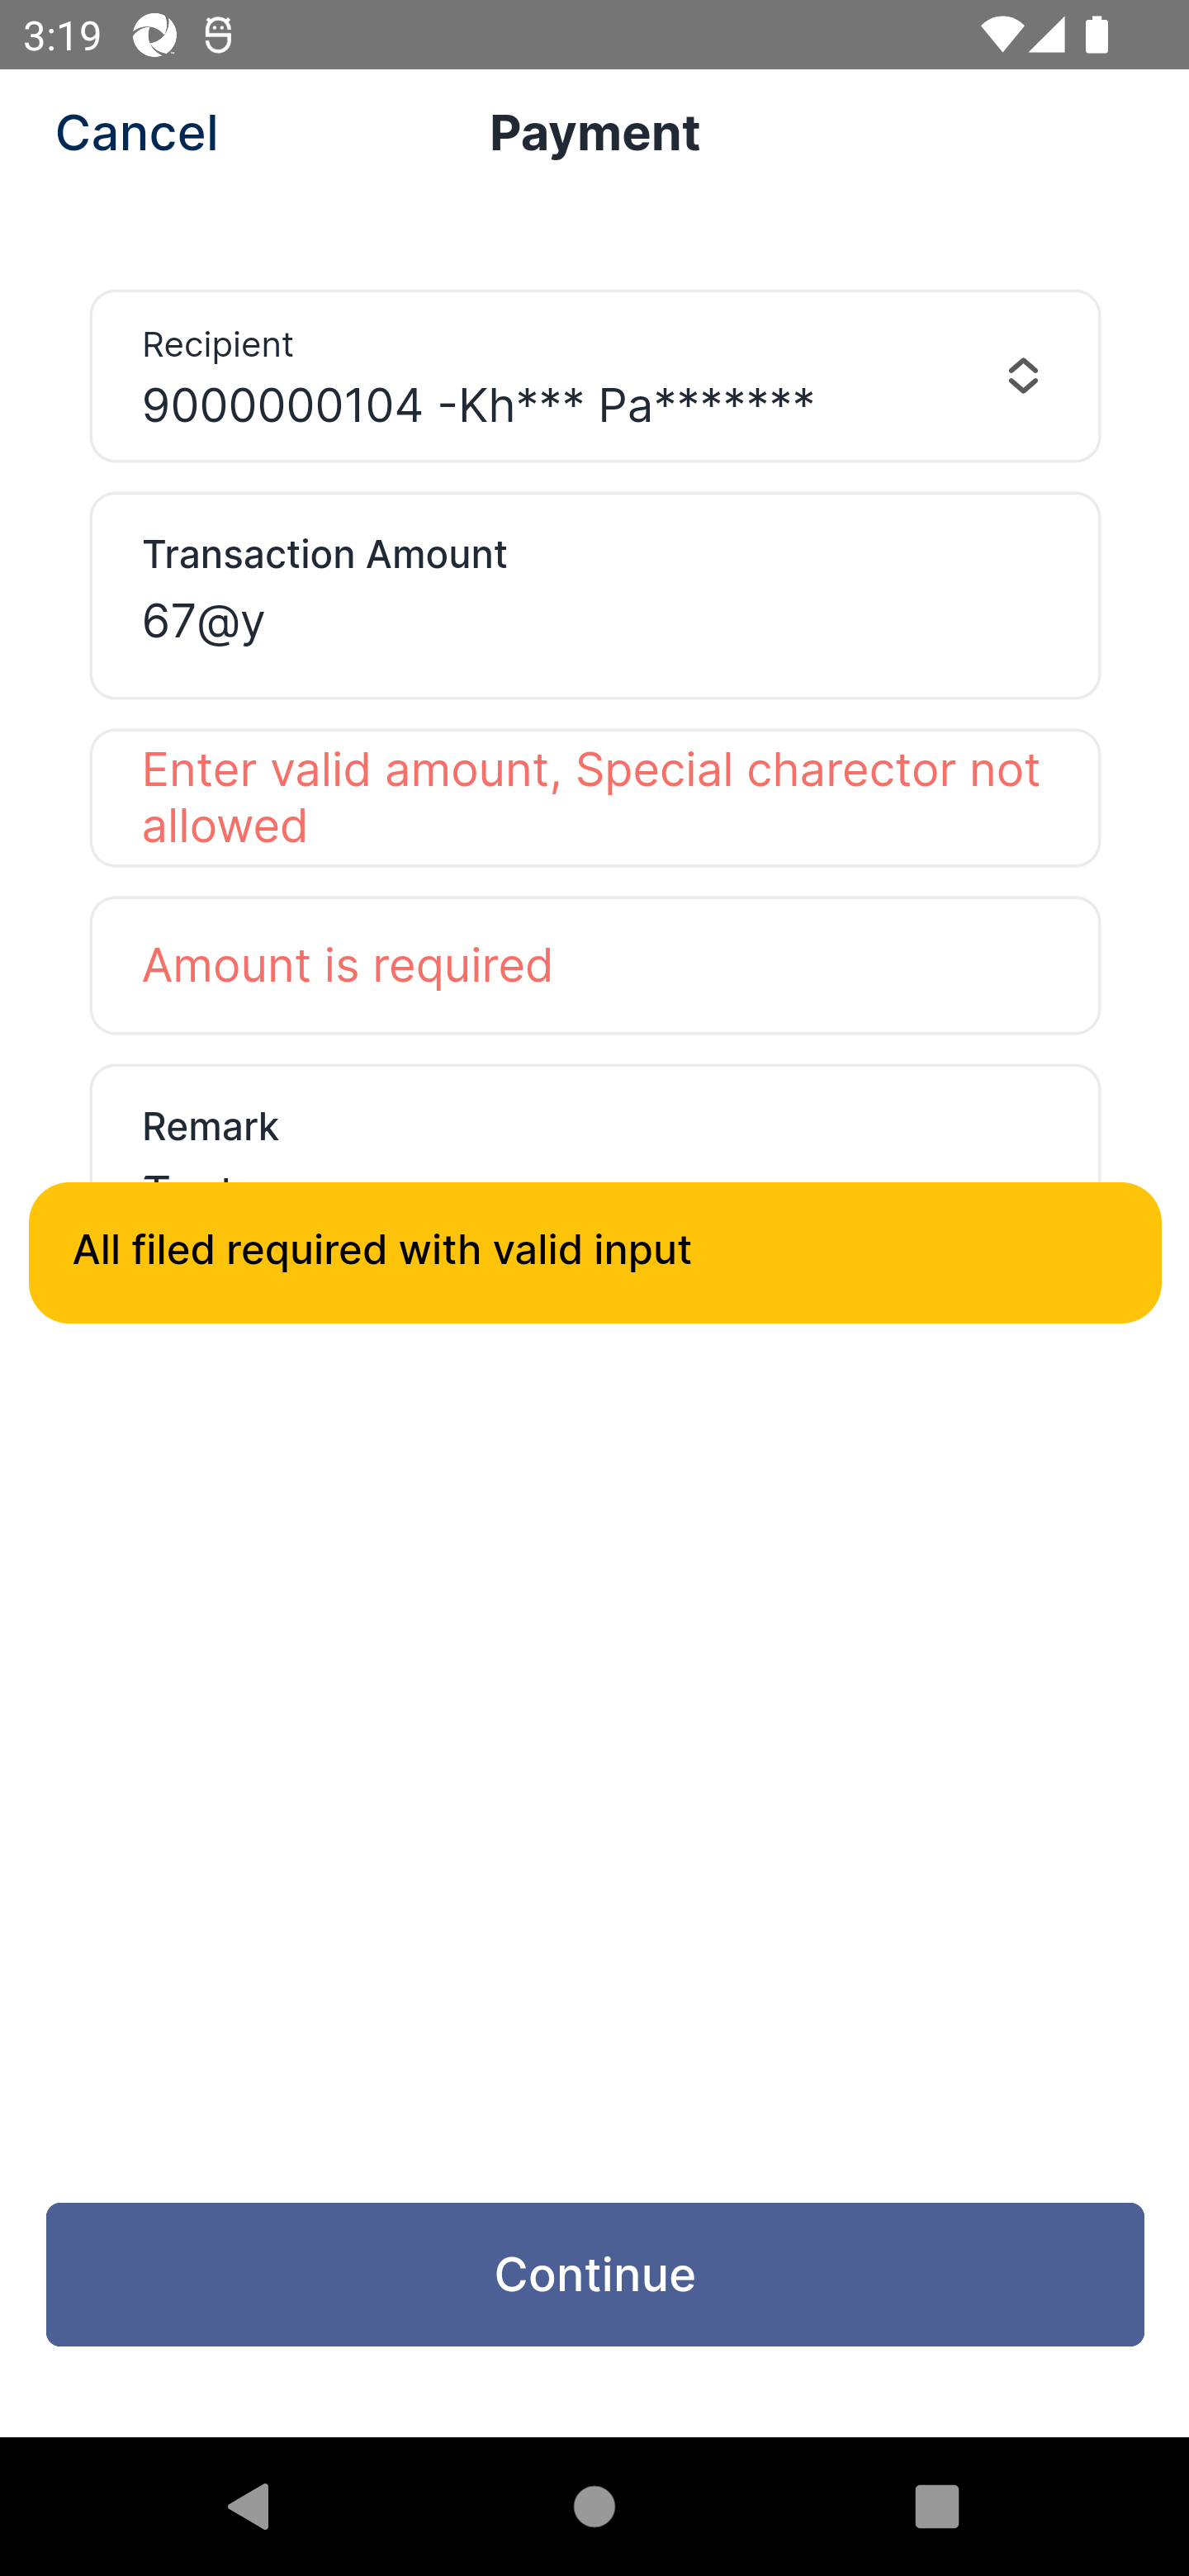 3:19
Cancel
Payment
Recipient
9000000104 -Kh*** Pa*******
Transaction Amount
67@y
Enter valid amount, Special charector not
allowed
Amount is required
Remark
All filed required with valid input
Continue